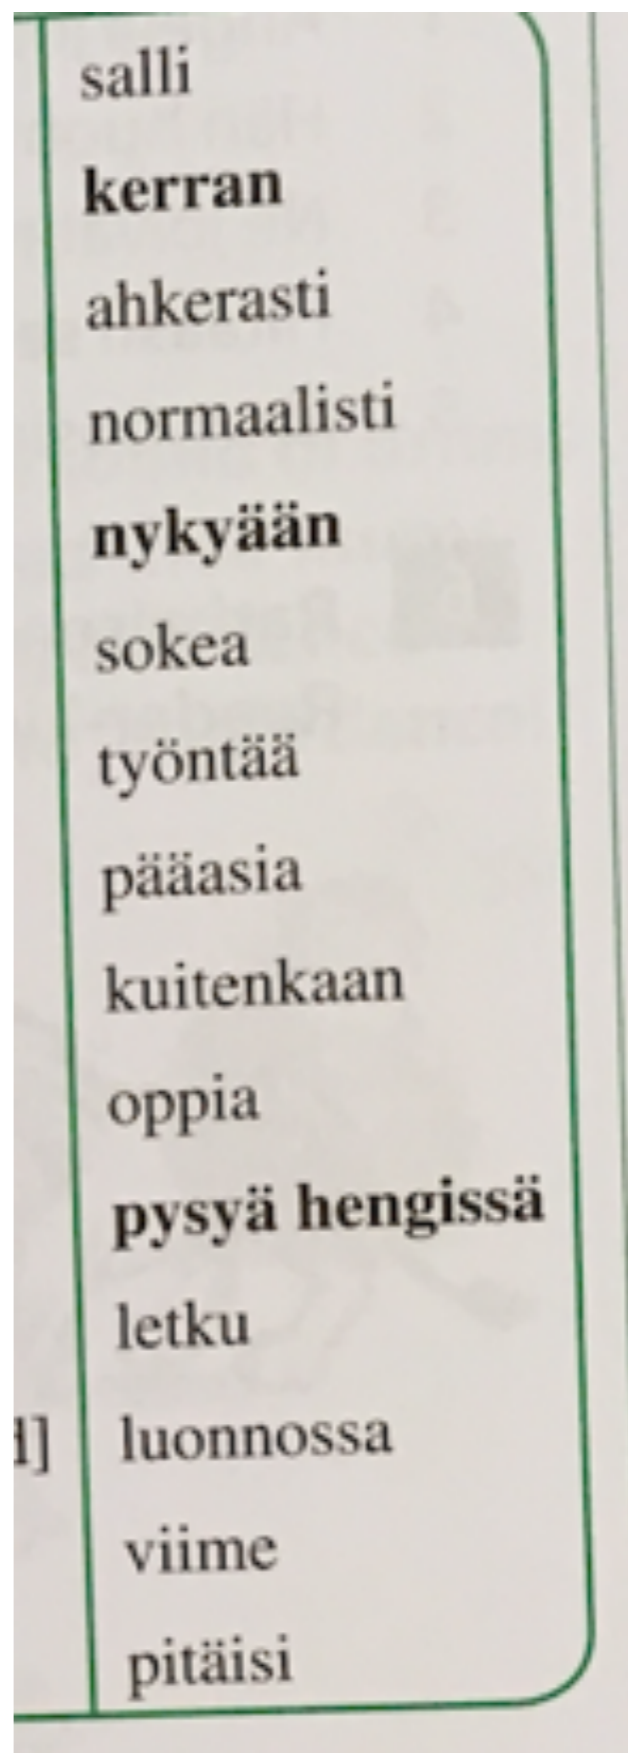 salli
kerran
ahkerasti
normaalisti
nykyään
sokea
työntää
pääasia
kuitenkaan
oppia
pysyä hengissä
letku
luonnossa
viime
pitäisi